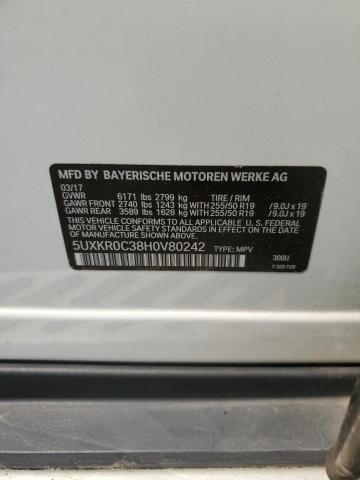 MFD BY BAYERISCHE MOTOREN WERKE AG
03/17
GVWR 6171 lbs 2799 kg TIRE / RIM
GAWR FRONT 2740 lbs 1243 kg WITH 255/50 R19 /9.0J x 19
GAWR REAR 3589 lbs 1628 kg WITH 255/50 R19 /9.0J x 19
THIS VEHICLE CONFORMS TO ALL APPLICABLE U.S. FEDERAL MOTOR VEHICLE SAFETY STANDARDS IN EFFECT ON THE DATE OF MANUFACTURE SHOWN ABOVE.
5UXKR0C38H0V80242 TYPE: MPV
300U
7 320 729